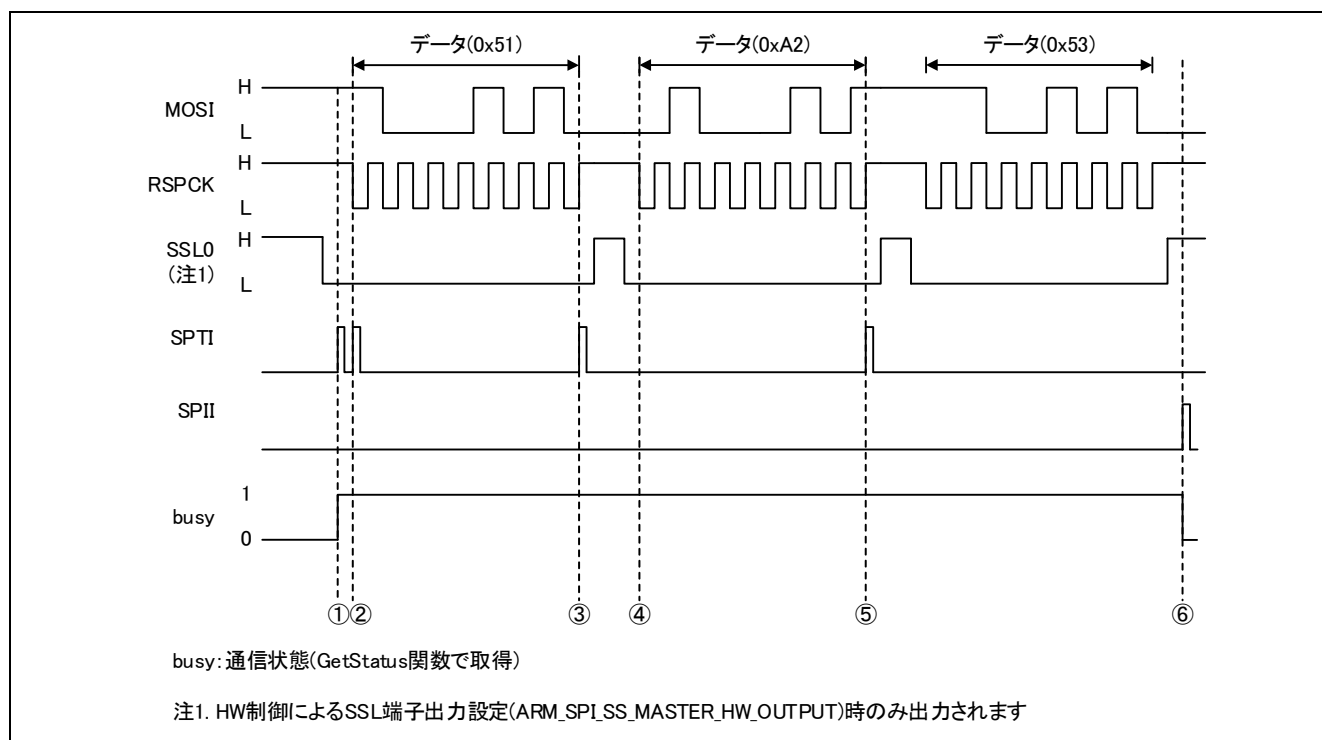 データ(0x51) データ(0xA2) データ(0x53)
H
MOSI
L
H
RSPCK
L
H
SSL0
(注1)
L
SPTI
SPII
1
busy
0
① ② ③ ④ ⑤ ⑥
busy:通信状態(GetStatus関数で取得)
注1. HW制御によるSSL端子出力設定(ARM_SPI_SS_MASTER_HW_OUTPUT)時のみ出力されます